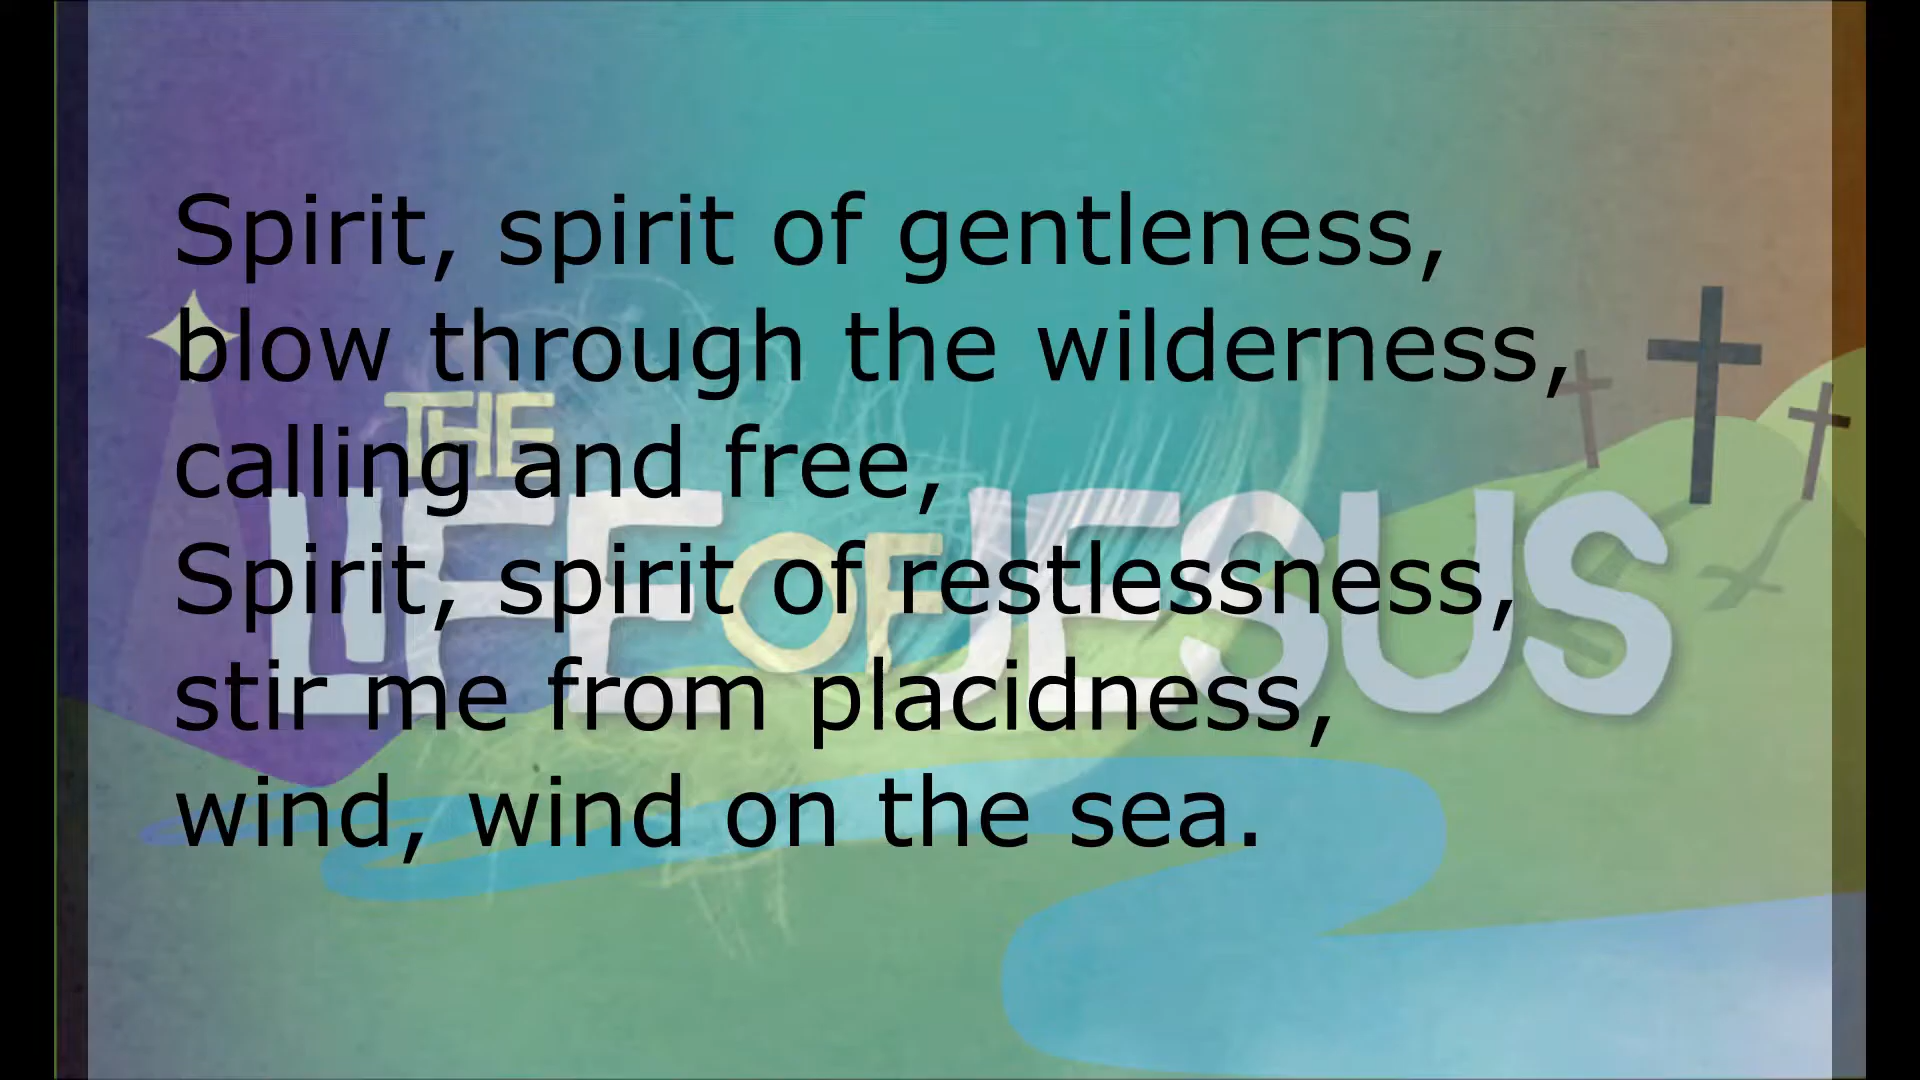 Spirit, spirit of gentleness,
blow through the wilderness,
calling and free,
Spirit, spirit of restlessness,
stir me from placidness,
wind, wind on the sea.
THE
LIFE OF JESUS